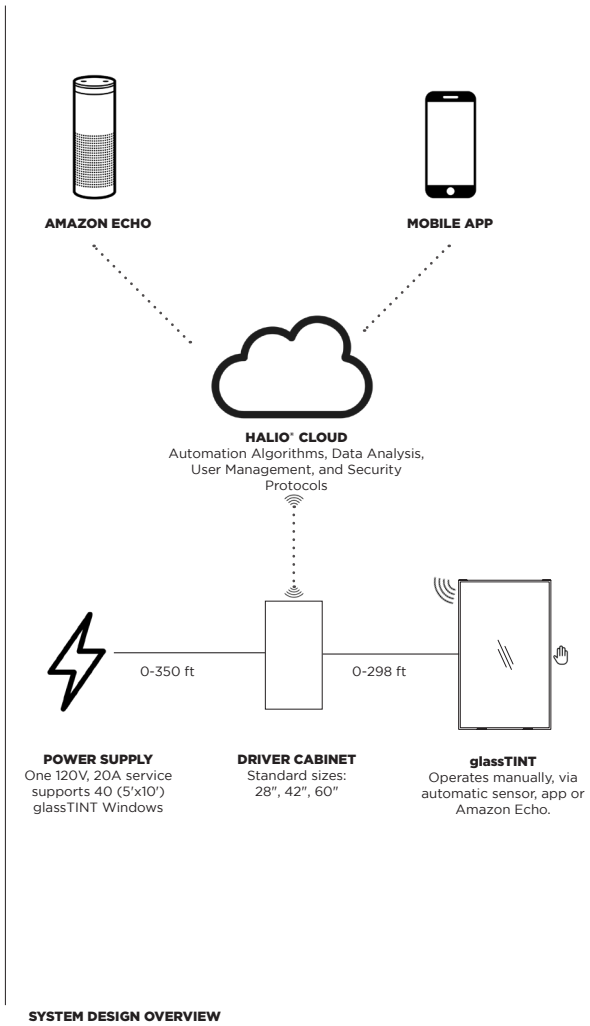 AMAZON ECHO
MOBILE APP
HALIO® CLOUD
Automation Algorithms, Data Analysis,
User Management, and Security
Protocols
0-350 ft
0-298 ft
POWER SUPPLY
One 120V, 20A service
supports 40 (5'x10')
glassTINT Windows
DRIVER CABINET
Standard sizes:
28", 42", 60"
glassTINT
Operates manually, via
automatic sensor, app or
Amazon Echo.
SYSTEM DESIGN OVERVIEW